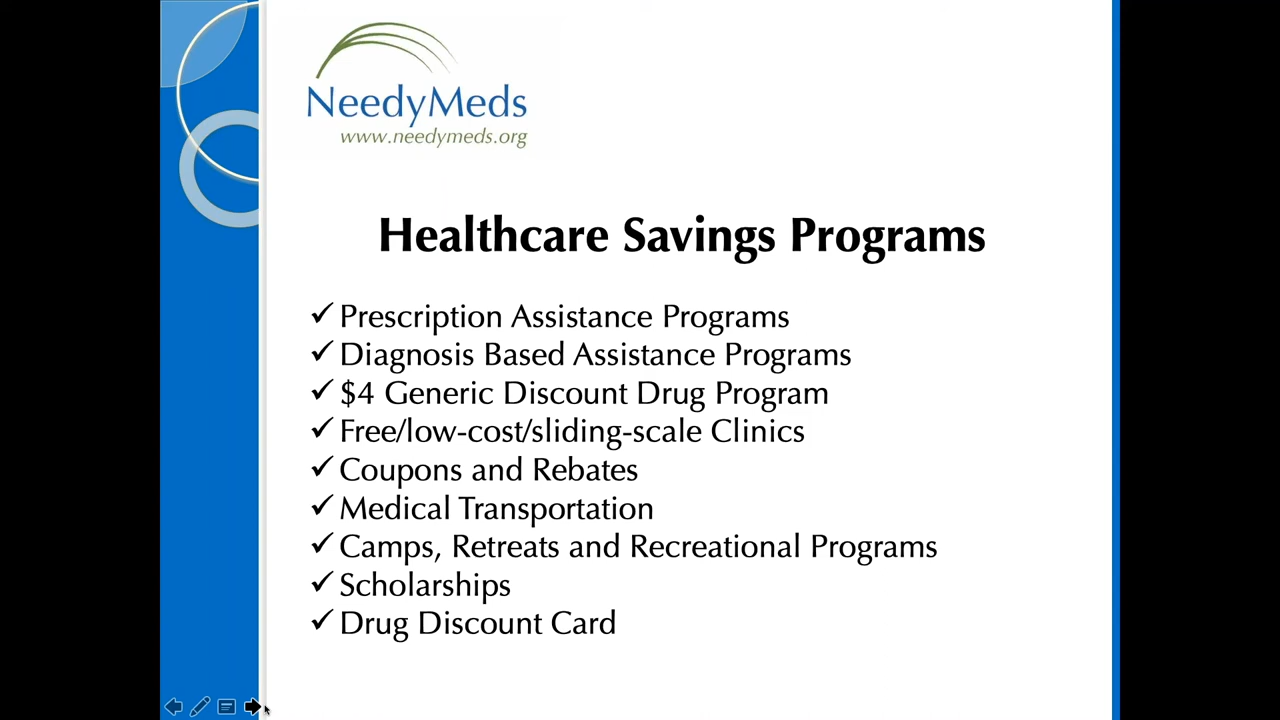 NeedyMeds
www.needymeds.org
Healthcare Savings Programs
✓ Prescription Assistance Programs
✓ Diagnosis Based Assistance Programs
✓ $4 Generic Discount Drug Program
✓ Free/low-cost/sliding-scale Clinics
✓ Coupons and Rebates
✓ Medical Transportation
✓ Camps, Retreats and Recreational Programs
✓ Scholarships
✓ Drug Discount Card